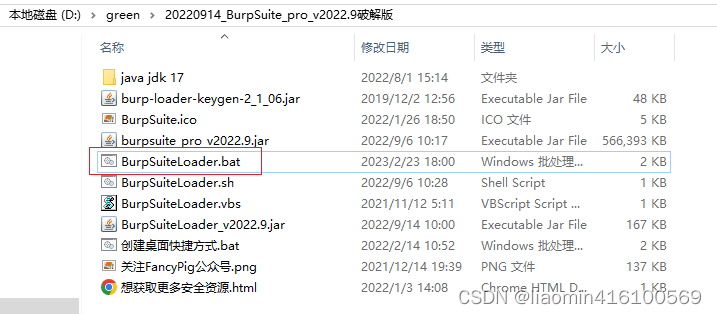 本地磁盘 (D:) › green › 20220914_BurpSuite_pro_v2022.9破解版
名称 修改日期 类型 大小
java jdk 17 2022/8/1 15:14 文件夹
burp-loader-keygen-2_1_06.jar 2019/12/2 12:56 Executable Jar File 48 KB
BurpSuite.ico 2022/1/26 18:50 ICO 文件 5 KB
burpsuite_pro_v2022.9.jar 2022/9/6 10:17 Executable Jar File 566,393 KB
BurpSuiteLoader.bat 2023/2/23 18:00 Windows 批处理... 2 KB
BurpSuiteLoader.sh 2022/9/6 10:28 Shell Script 1 KB
BurpSuiteLoader.vbs 2021/11/12 5:11 VBScript Script ... 1 KB
BurpSuiteLoader_v2022.9.jar 2022/9/14 10:00 Executable Jar File 167 KB
创建桌面快捷方式.bat 2022/2/14 10:52 Windows 批处理... 2 KB
关注FancyPig公众号.png 2021/12/14 19:39 PNG 文件 137 KB
想获取更多安全资源.html 2022/1/3 14:08 Chrome HTML D... 1 KB
CSDN @liaomin416100569